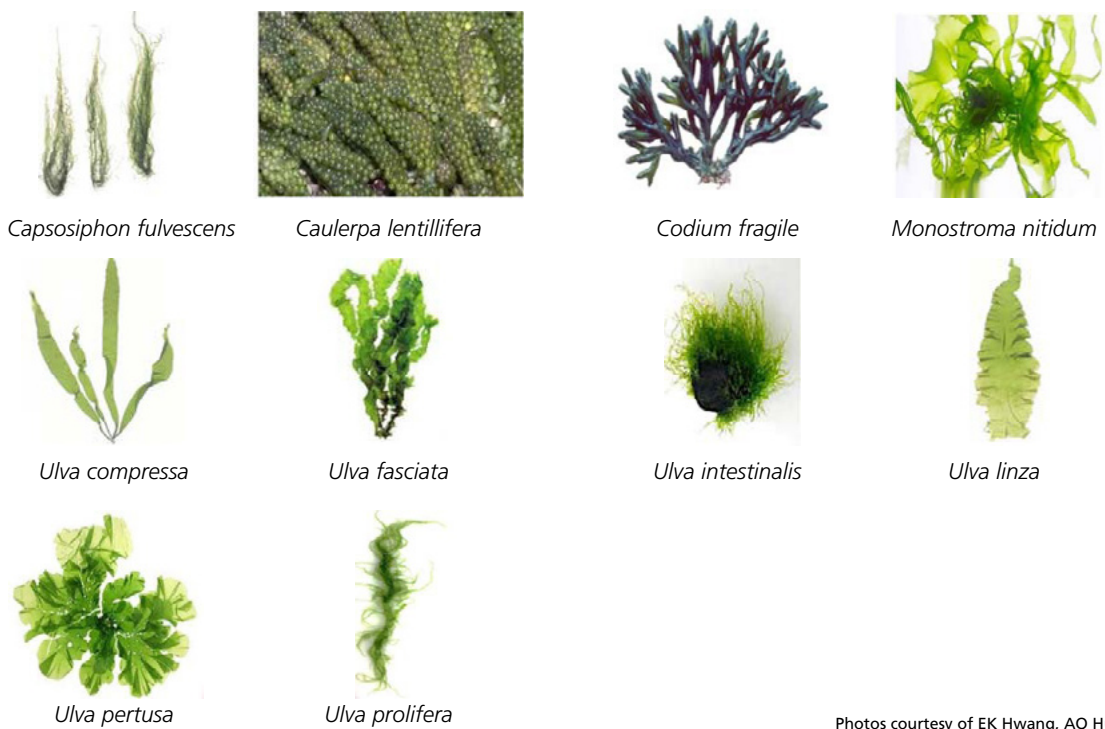 Capsosiphon fulvescens
Caulerpa lentillifera
Codium fragile
Monostroma nitidum
Ulva compressa
Ulva fasciata
Ulva intestinalis
Ulva linza
Ulva pertusa
Ulva prolifera
Photos courtesy of EK Hwang, AQ H